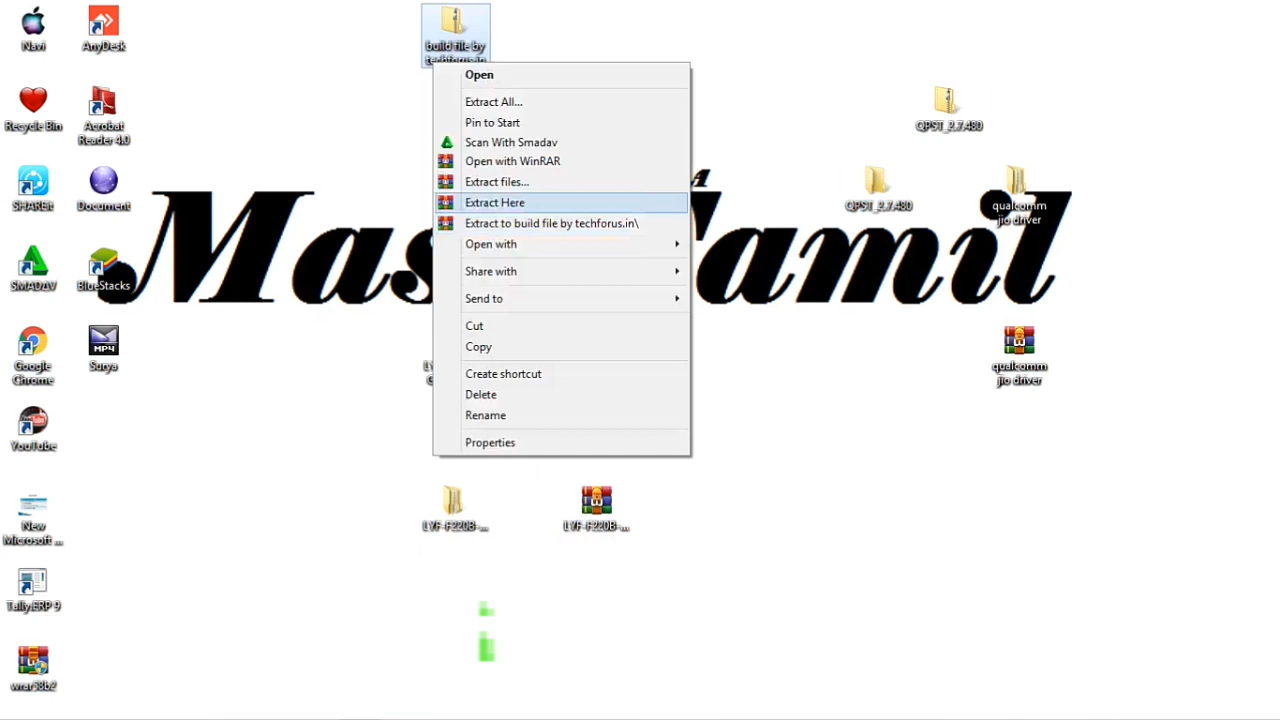 Navi
AnyDesk
build file by
techforus.in
Open
Extract All...
Pin to Start
Scan With Smadav
Open with WinRAR
Extract files...
Extract Here
Extract to build file by techforus.in\
Open with
Share with
Send to
Cut
Copy
Create shortcut
Delete
Rename
Properties
Recycle Bin
Acrobat
Reader 4.0
QPST_2.7.480
SHAREit
Document
QPST_2.7.480
qualcomm
jio driver
Mas
Tamil
SMADAV
BlueStacks
Google
Chrome
MP4
Surya
qualcomm
jio driver
YouTube
New
Microsoft ...
LYF-F220B-...
LYF-F220B-...
Tally.ERP 9
wrar58b2